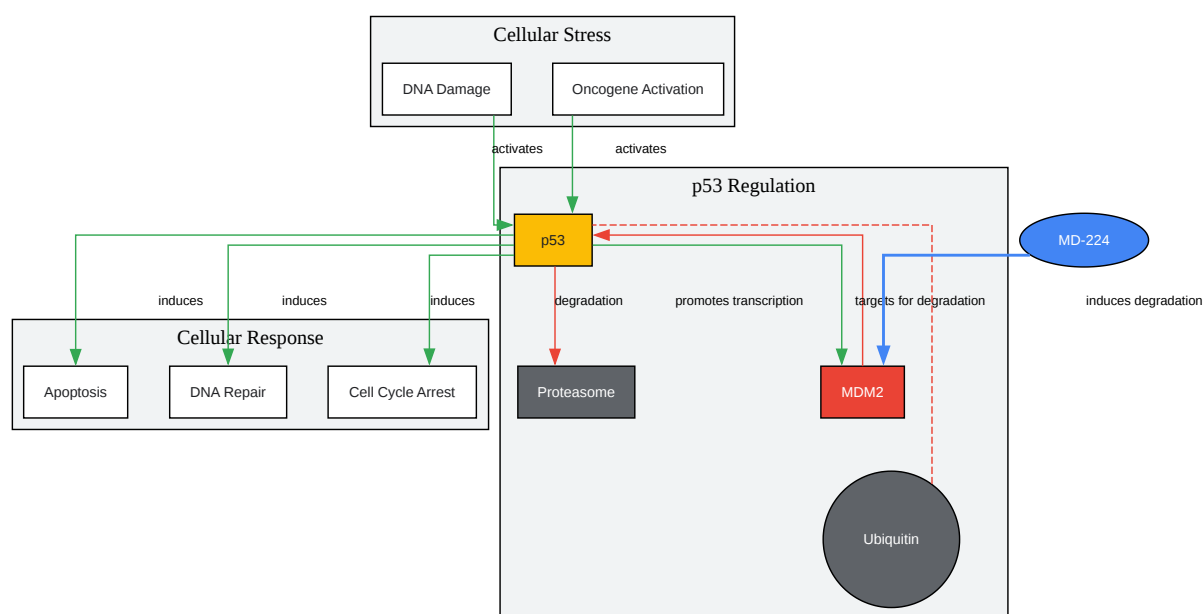 Cellular Stress
DNA Damage
Oncogene Activation
activates
activates
p53 Regulation
p53
MD-224
induces
induces
induces
degradation
promotes transcription
targets for degradation
induces degradation
Cellular Response
Apoptosis
DNA Repair
Cell Cycle Arrest
Proteasome
MDM2
Ubiquitin